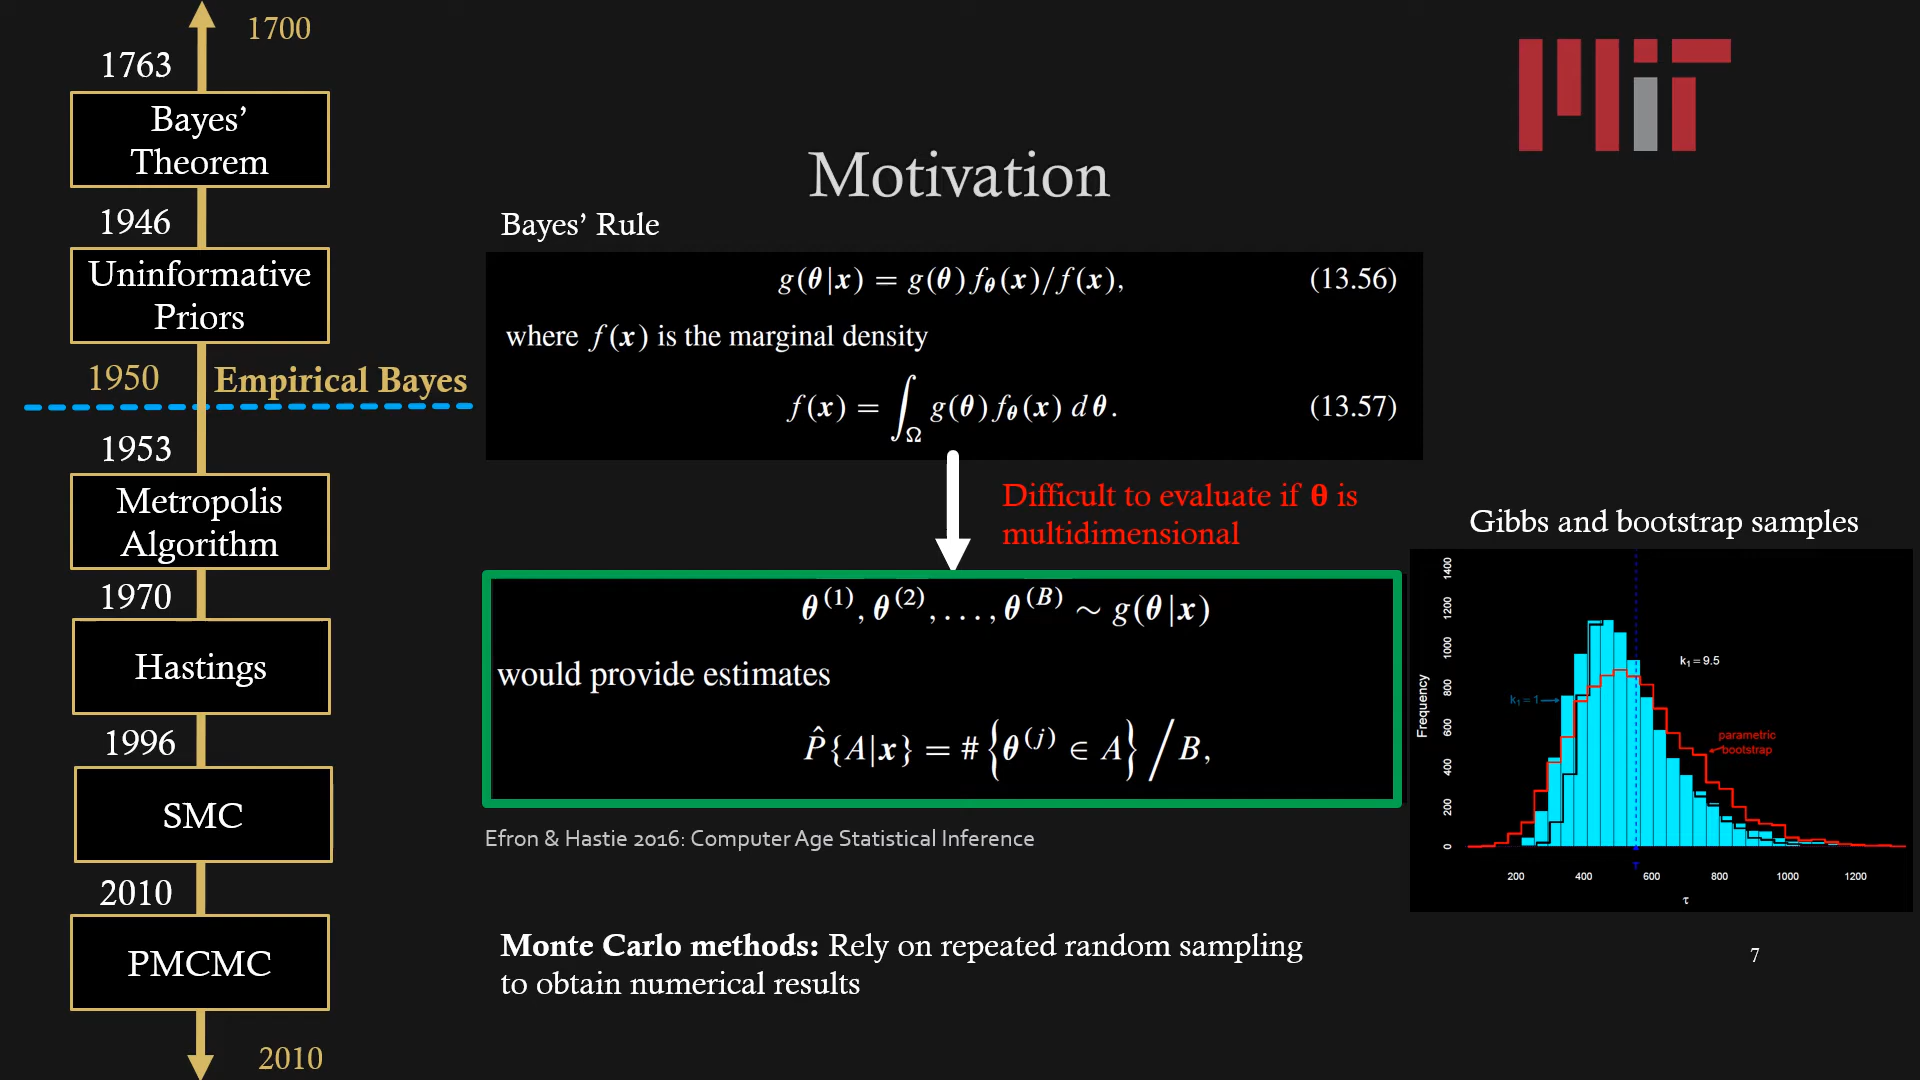 1700
1763
Bayes’
Theorem
1946
Uninformative
Priors
1950
Empirical Bayes
1953
Metropolis
Algorithm
1970
Hastings
1996
SMC
2010
PMCMC
2010
MIT
Motivation
Bayes’ Rule
g(θ|x) = g(θ) f_θ(x)/f(x), (13.56)
where f(x) is the marginal density
f(x) = ∫_Ω g(θ) f_θ(x) dθ. (13.57)
Difficult to evaluate if θ is
multidimensional
θ^(1), θ^(2), . . . , θ^(B) ∼ g(θ|x)
would provide estimates
P̂{A|x} = # {θ^(j) ∈ A} / B,
Efron & Hastie 2016: Computer Age Statistical Inference
Monte Carlo methods: Rely on repeated random sampling
to obtain numerical results
Gibbs and bootstrap samples
Frequency
1400
1200
1000
800
600
400
200
0
k₁ = 9.5
k₁ = 1
parametric
bootstrap
T
200 400 600 800 1000 1200
τ
7